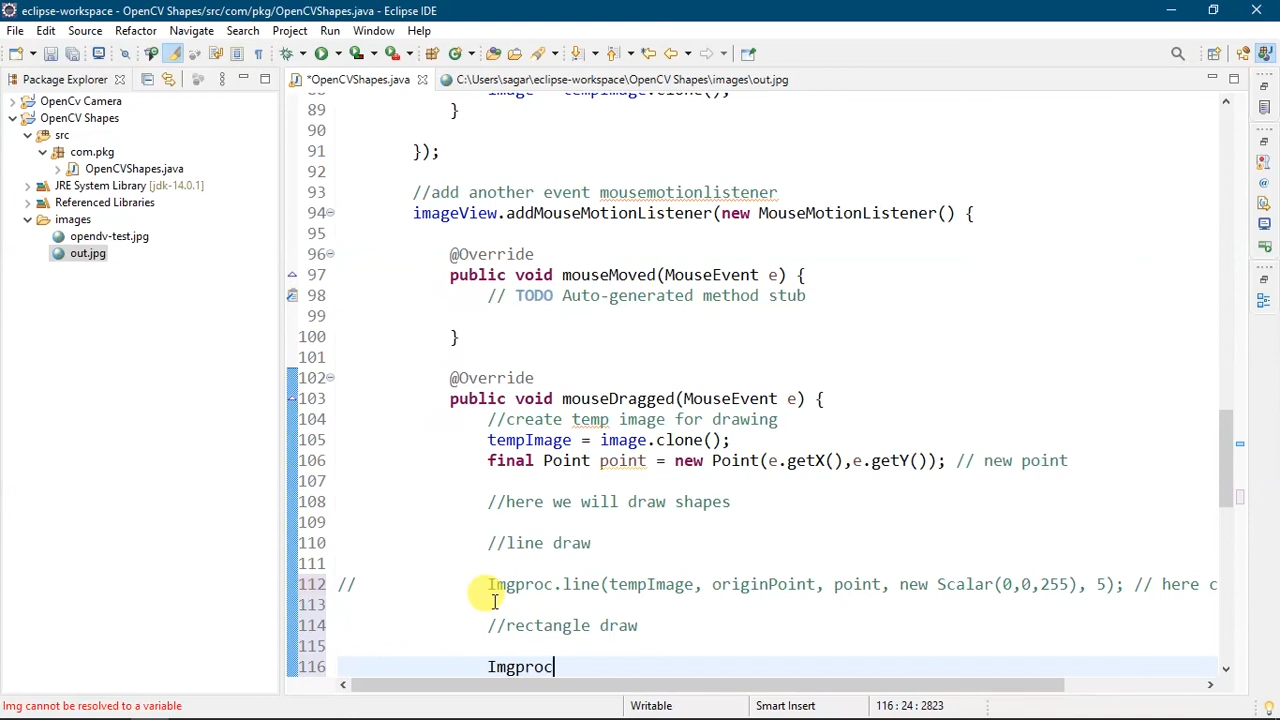 eclipse-workspace - OpenCV Shapes/src/com/pkg/OpenCVShapes.java - Eclipse IDE
File Edit Source Refactor Navigate Search Project Run Window Help
Package Explorer
*OpenCVShapes.java
C:\Users\sagar\eclipse-workspace\OpenCV Shapes\images\out.jpg
OpenCv Camera
OpenCv Shapes
src
com.pkg
OpenCVShapes.java
JRE System Library [jdk-14.0.1]
Referenced Libraries
images
opendv-test.jpg
out.jpg
88 image = tempImage.clone();
89 }
90
91 });
92
93 //add another event mousemotionlistener
94 imageView.addMouseMotionListener(new MouseMotionListener() {
95
96 @Override
97 public void mouseMoved(MouseEvent e) {
98 // TODO Auto-generated method stub
99
100 }
101
102 @Override
103 public void mouseDragged(MouseEvent e) {
104 //create temp image for drawing
105 tempImage = image.clone();
106 final Point point = new Point(e.getX(),e.getY()); // new point
107
108 //here we will draw shapes
109
110 //line draw
111
112 // Imgproc.line(tempImage, originPoint, point, new Scalar(0,0,255), 5); // here c
113
114 //rectangle draw
115
116 Imgproc
Img cannot be resolved to a variable
Writable
Smart Insert
116 : 24 : 2823